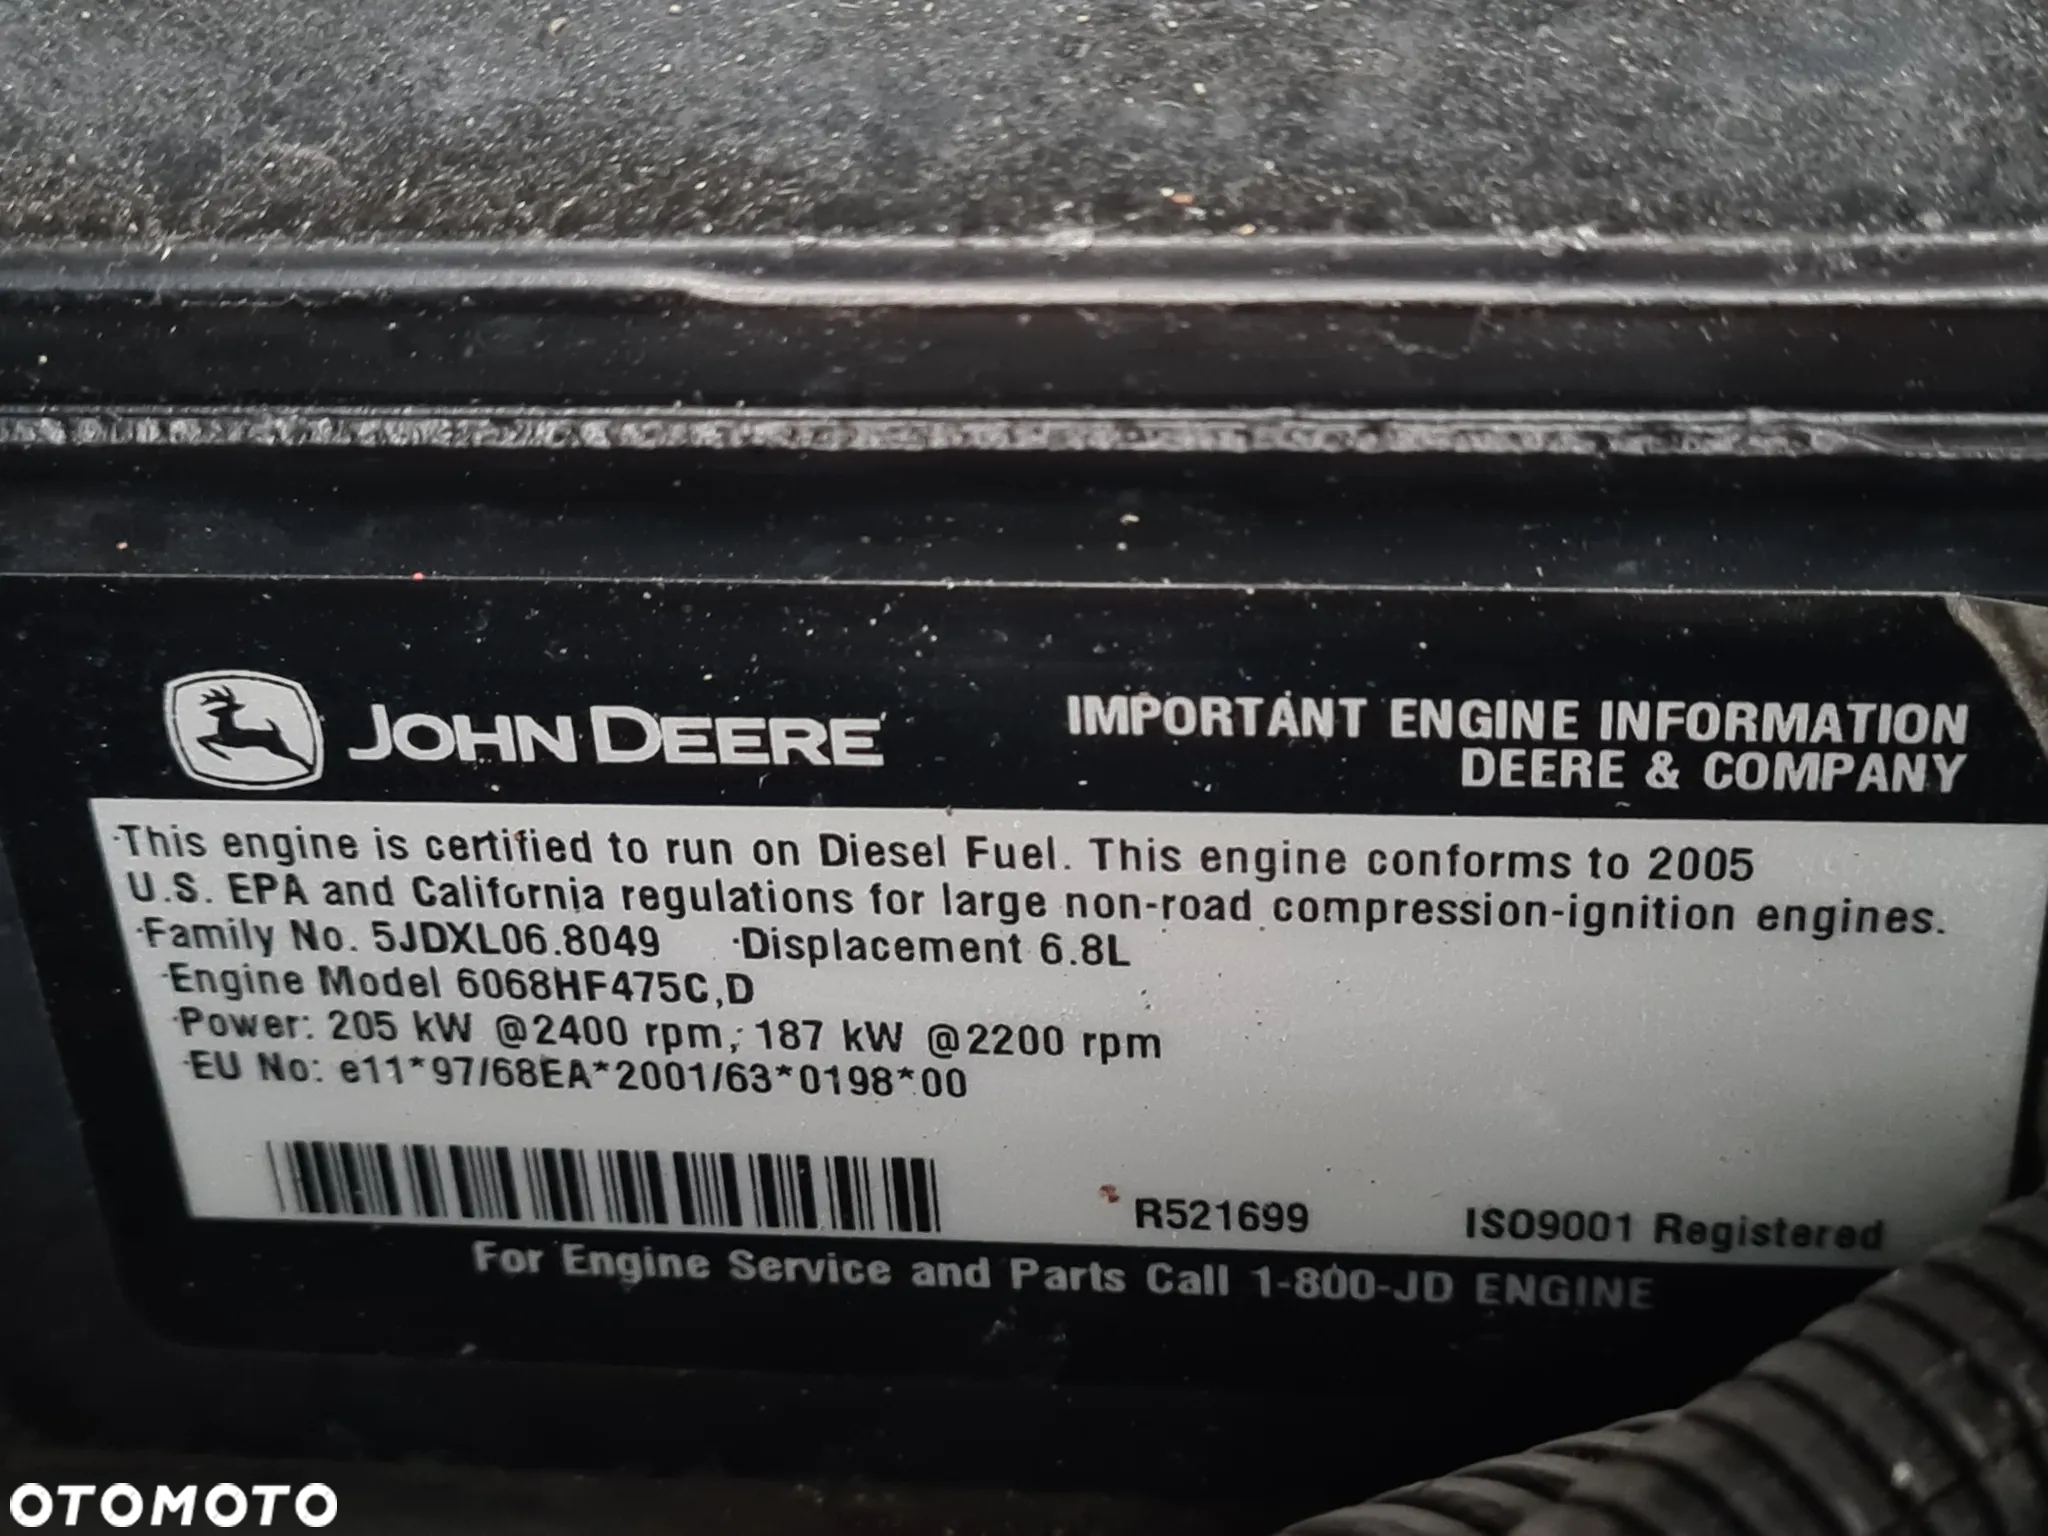 JOHN DEERE
IMPORTANT ENGINE INFORMATION
DEERE & COMPANY
·This engine is certified to run on Diesel Fuel. This engine conforms to 2005
U.S. EPA and California regulations for large non-road compression-ignition engines.
·Family No. 5JDXL06.8049 ·Displacement 6.8L
·Engine Model 6068HF475C,D
·Power: 205 kW @2400 rpm; 187 kW @2200 rpm
·EU No: e11*97/68EA*2001/63*0198*00
R521699 ISO9001 Registered
For Engine Service and Parts Call 1-800-JD ENGINE
OTOMOTO